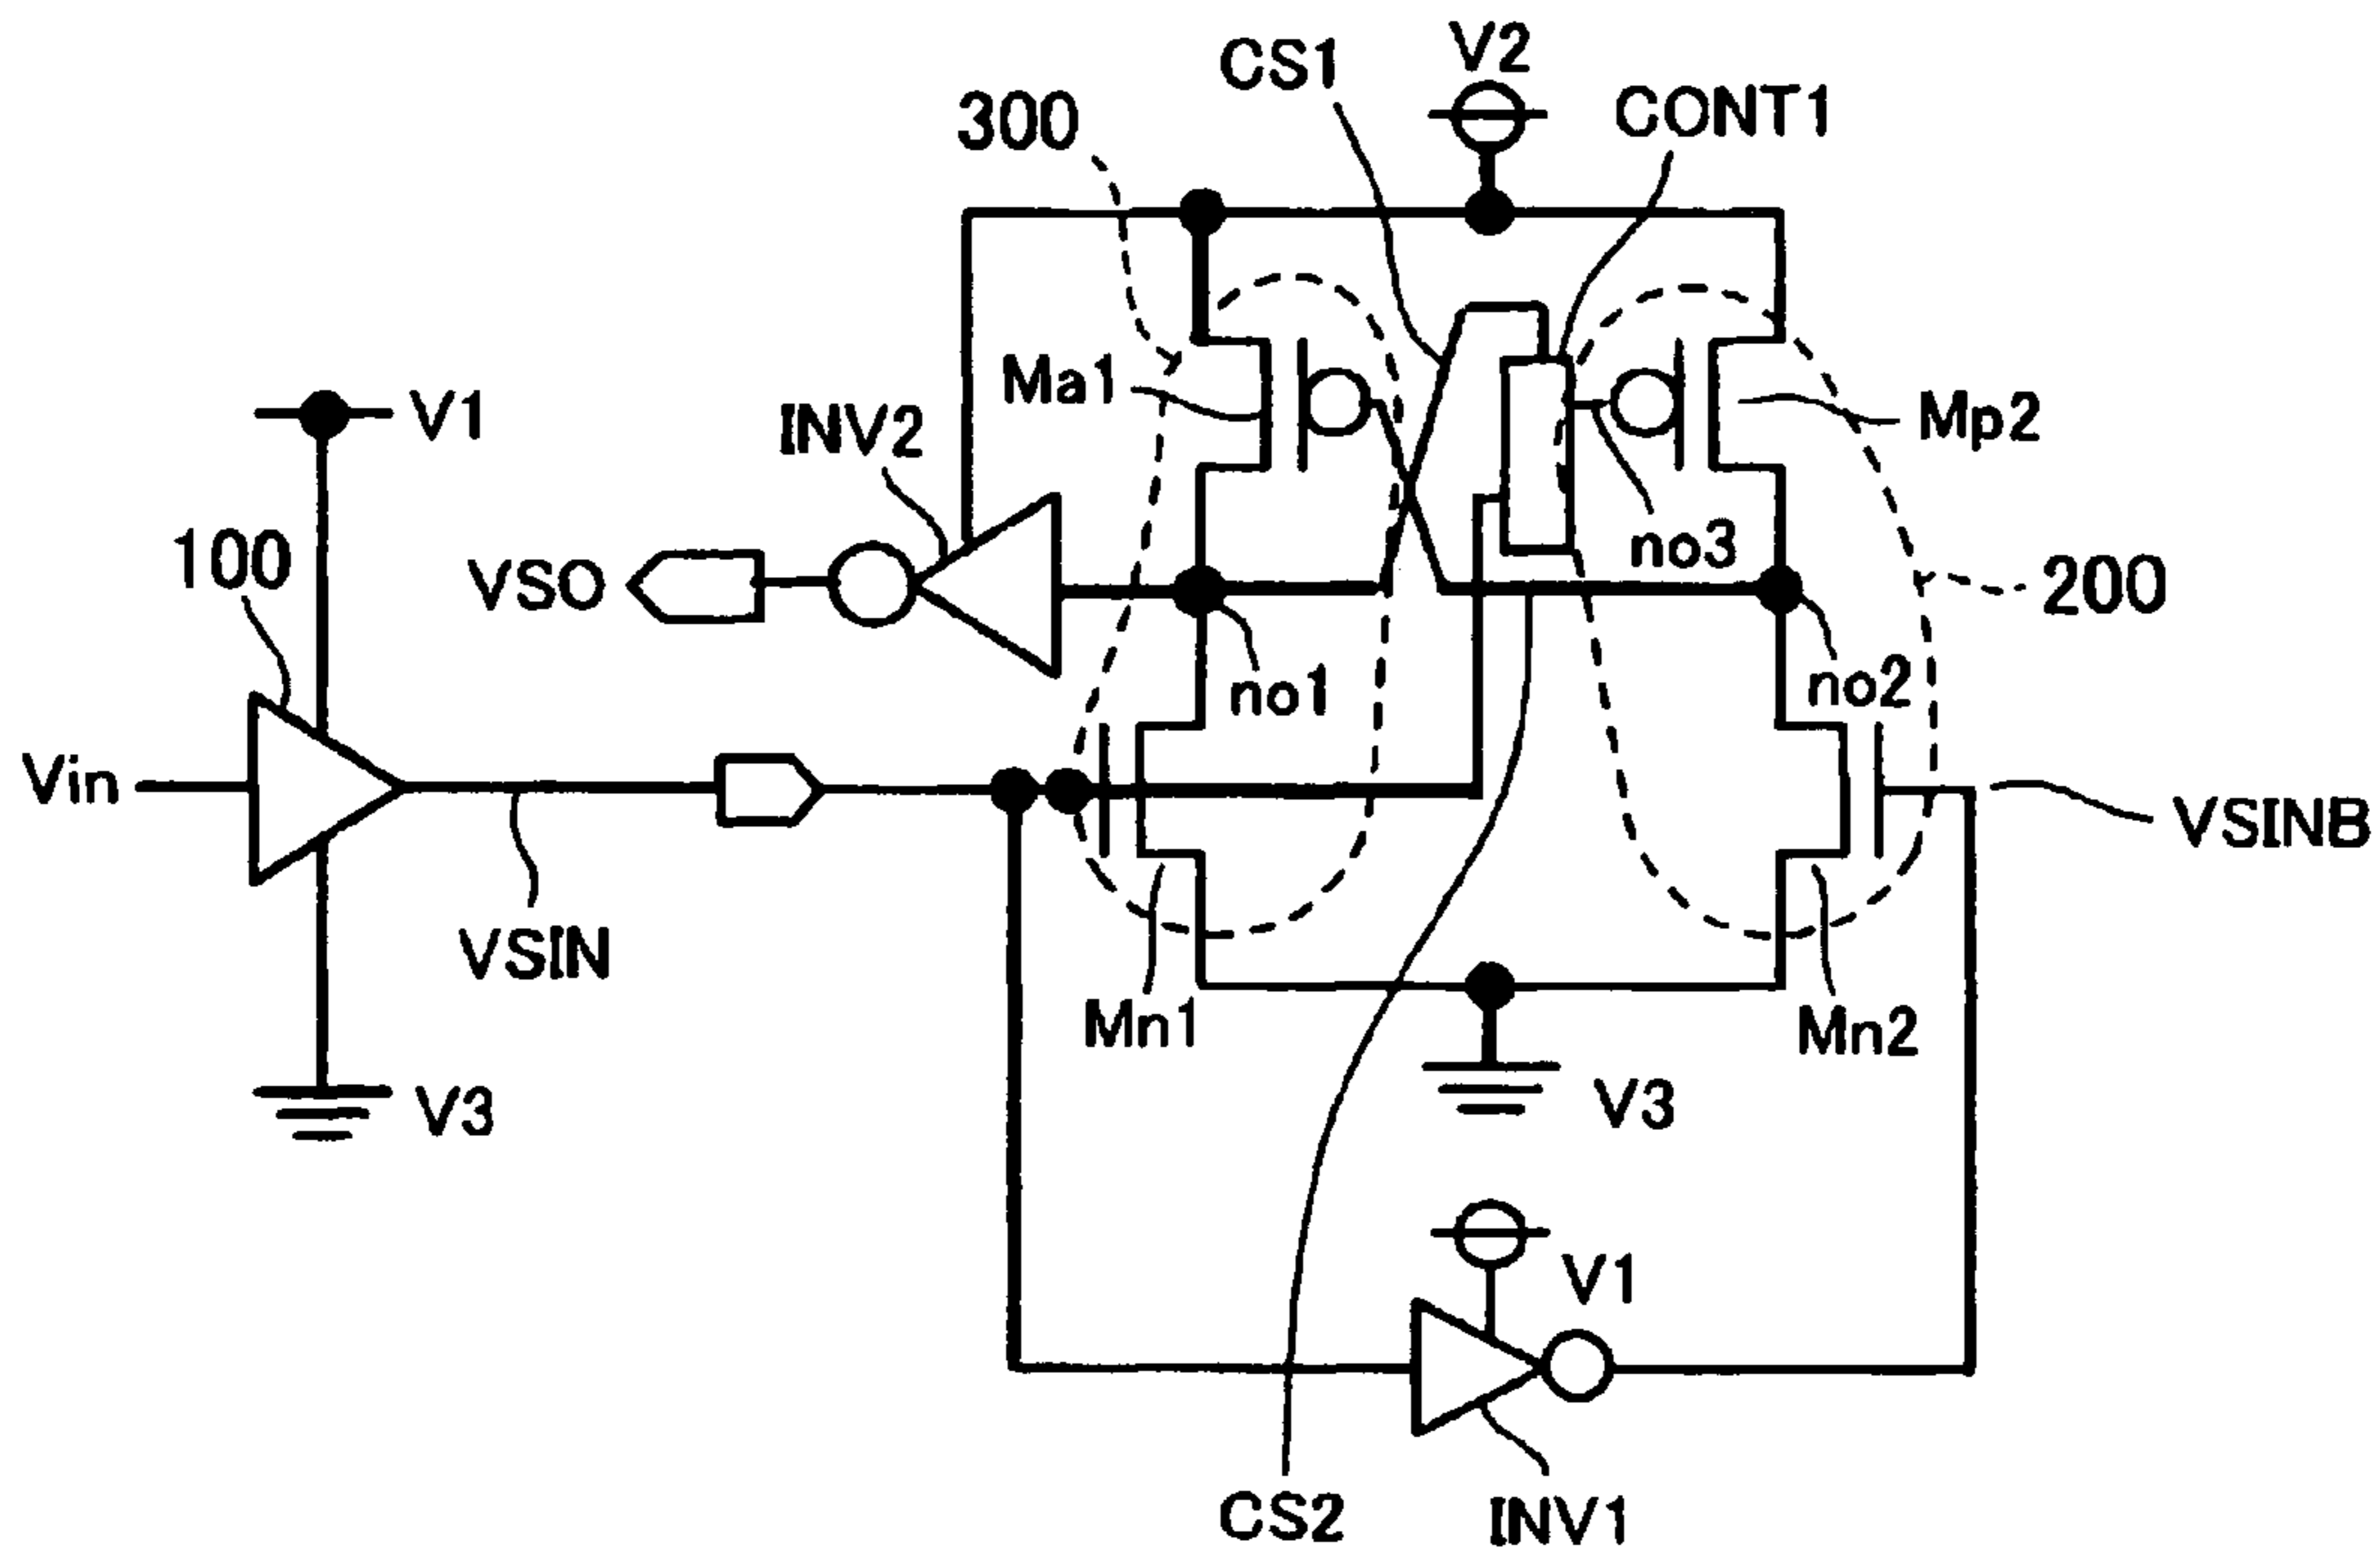 CS1
V2
CONT1
300
Ma1
Mp2
V1
INV2
100
VSO
no3
200
no1
no2
Vin
VSINB
VSIN
Mn1
Mn2
V3
V3
V1
CS2
INV1